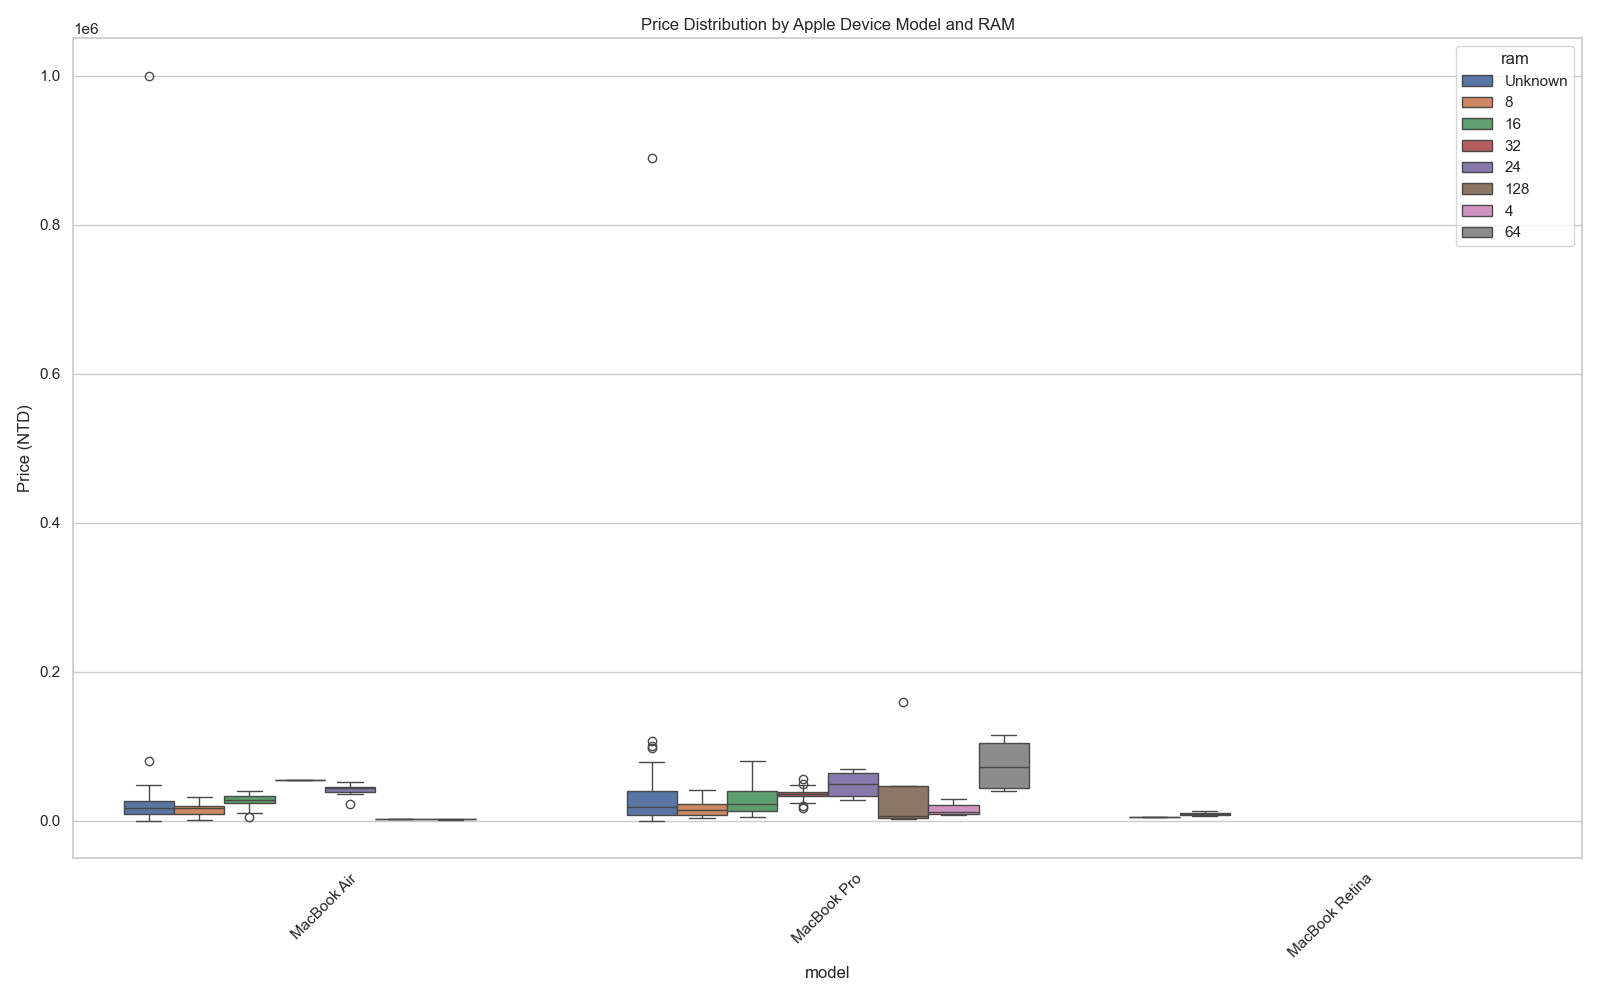 Price Distribution by Apple Device Model and RAM
1e6
1.0
0.8
0.6
0.4
0.2
0.0
Price (NTD)
MacBook Air
MacBook Pro
MacBook Retina
model
ram
Unknown
8
16
32
24
128
4
64